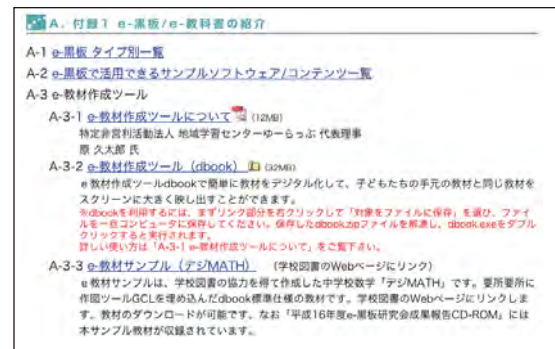 A. 付録1 e-黒板/e-教科書の紹介
A-1 e-黒板 タイプ別一覧
A-2 e-黒板で活用できるサンプルソフトウェア/コンテンツ一覧
A-3 e-教材作成ツール
A-3-1 e-教材作成ツールについて (12MB)
特定非営利活動法人 地域学習センターゆーらっぷ 代表理事
原 久太郎 氏
A-3-2 e-教材作成ツール（dbook） (32MB)
e 教材作成ツールdbookで簡単に教材をデジタル化して、子どもたちの手元の教材と同じ教材を
スクリーンに大きく映し出すことができます。
※dbookを利用するには、まずリンク部分を右クリックして「対象をファイルに保存」を選び、ファイ
ルを一旦コンピュータに保存してください。保存したdbook.zipファイルを解凍し、dbook.exeをダブル
クリックすると実行されます。
詳しい使い方は「A-3-1 e-教材作成ツールについて」をご覧下さい。
A-3-3 e-教材サンプル（デジMATH） （学校図書のWebページにリンク）
e 教材サンプルは、学校図書の協力を得て作成した中学校数学「デジMATH」です。要所要所に
作図ツールGCLを埋め込んだdbook標準仕様の教材です。学校図書のWebページにリンクしま
す。教材のダウンロードが可能です。なお「平成16年度e-黒板研究会成果報告CD-ROM」には
本サンプル教材が収録されています。